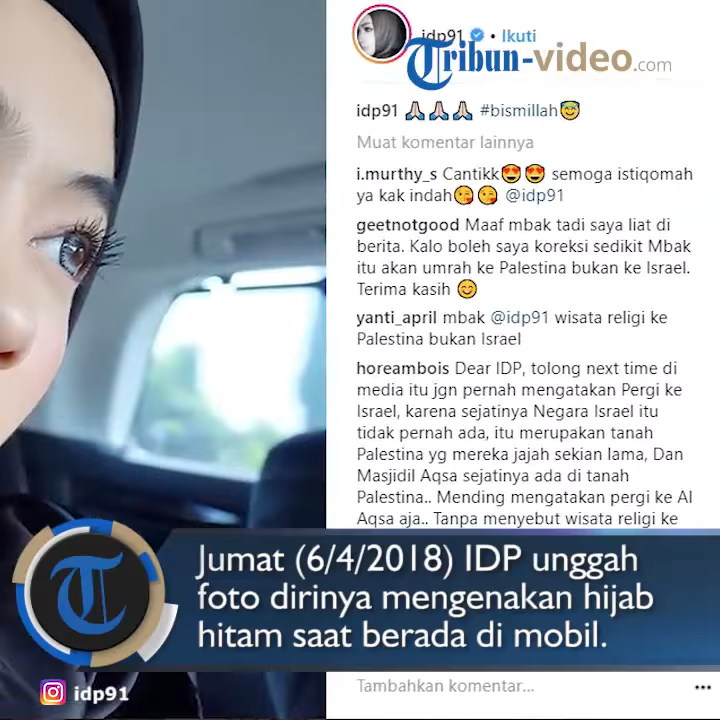 idp91 • Ikuti
Tribun-video.com
idp91 🙏🏻🙏🏻🙏🏻 #bismillah😇
Muat komentar lainnya
i.murthy_s Cantikk😍😍 semoga istiqomah
ya kak indah😘😘 @idp91
geetnotgood Maaf mbak tadi saya liat di
berita. Kalo boleh saya koreksi sedikit Mbak
itu akan umrah ke Palestina bukan ke Israel.
Terima kasih 😊
yanti_april mbak @idp91 wisata religi ke
Palestina bukan Israel
horeambois Dear IDP, tolong next time di
media itu jgn pernah mengatakan Pergi ke
Israel, karena sejatinya Negara Israel itu
tidak pernah ada, itu merupakan tanah
Palestina yg mereka jajah sekian lama, Dan
Masjidil Aqsa sejatinya ada di tanah
Palestina.. Mending mengatakan pergi ke Al
Aqsa aja.. Tanpa menyebut wisata religi ke
T
Jumat (6/4/2018) IDP unggah
foto dirinya mengenakan hijab
hitam saat berada di mobil.
idp91
Tambahkan komentar...